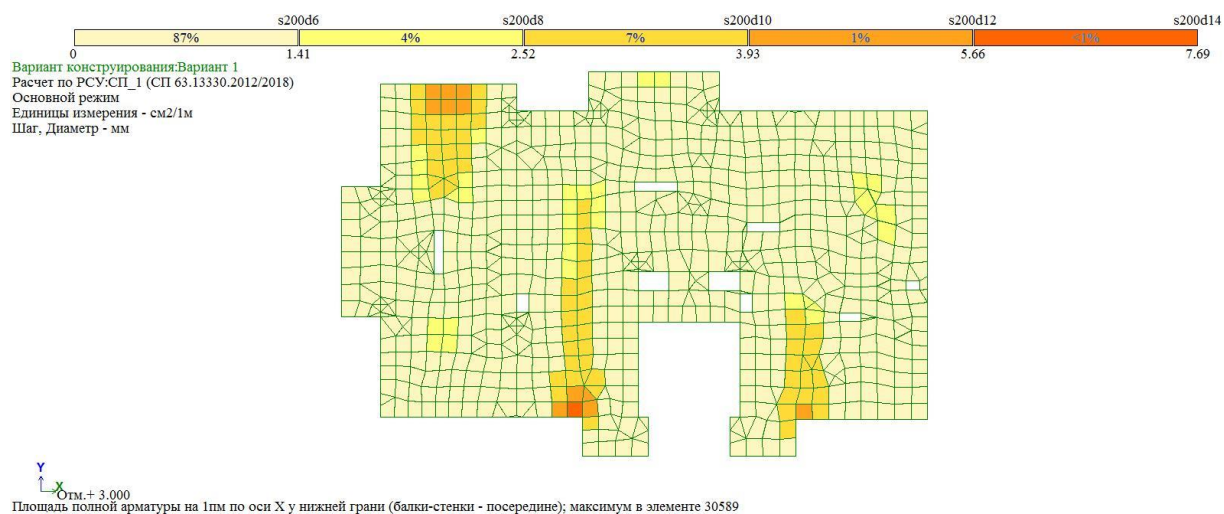 s200d6 s200d8 s200d10 s200d12 s200d14
87% 4% 7% 1% <1%
0 1.41 2.52 3.93 5.66 7.69
Вариант конструирования:Вариант 1
Расчет по РСУ:СП_1 (СП 63.13330.2012/2018)
Основной режим
Единицы измерения - см2/1м
Шаг, Диаметр - мм
Y
X
Отм.+ 3.000
Площадь полной арматуры на 1пм по оси X у нижней грани (балки-стенки - посередине); максимум в элементе 30589